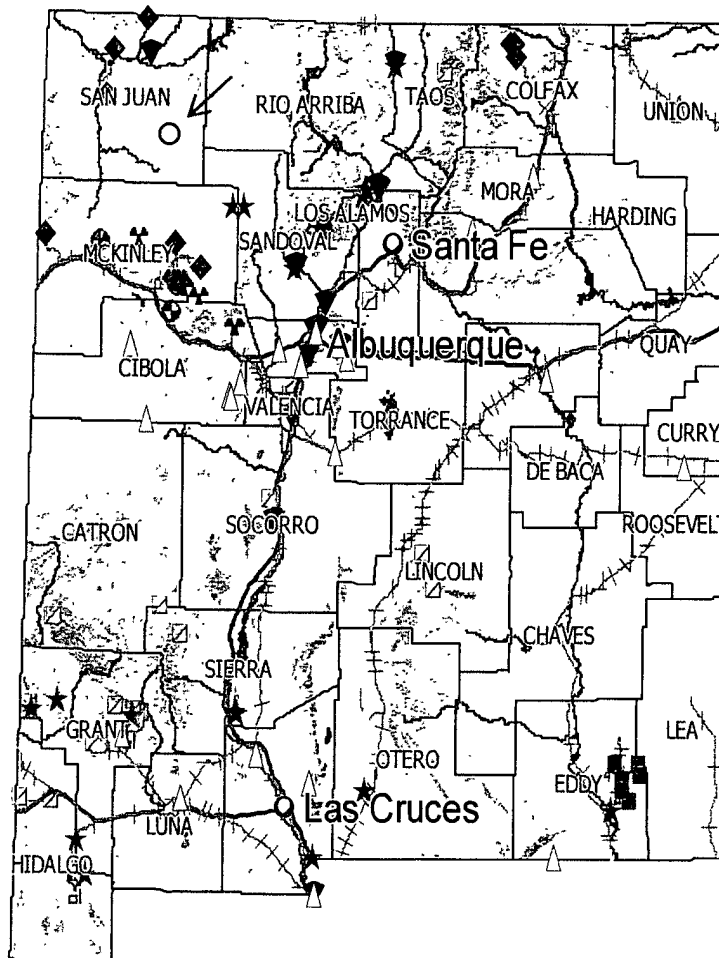 SAN JUAN
RIO ARRIBA
TAOS
COLFAX
UNION
MORA
HARDING
LOS ALAMOS
SANDOVAL
MCKINLEY
Santa Fe
Albuquerque
QUAY
CIBOLA
VALENCIA
TORRANCE
CURRY
DE BACA
ROOSEVELT
SOCORRO
CATRON
LINCOLN
CHAVES
SIERRA
GRANT
LEA
OTERO
EDDY
Las Cruces
LUNA
HIDALGO